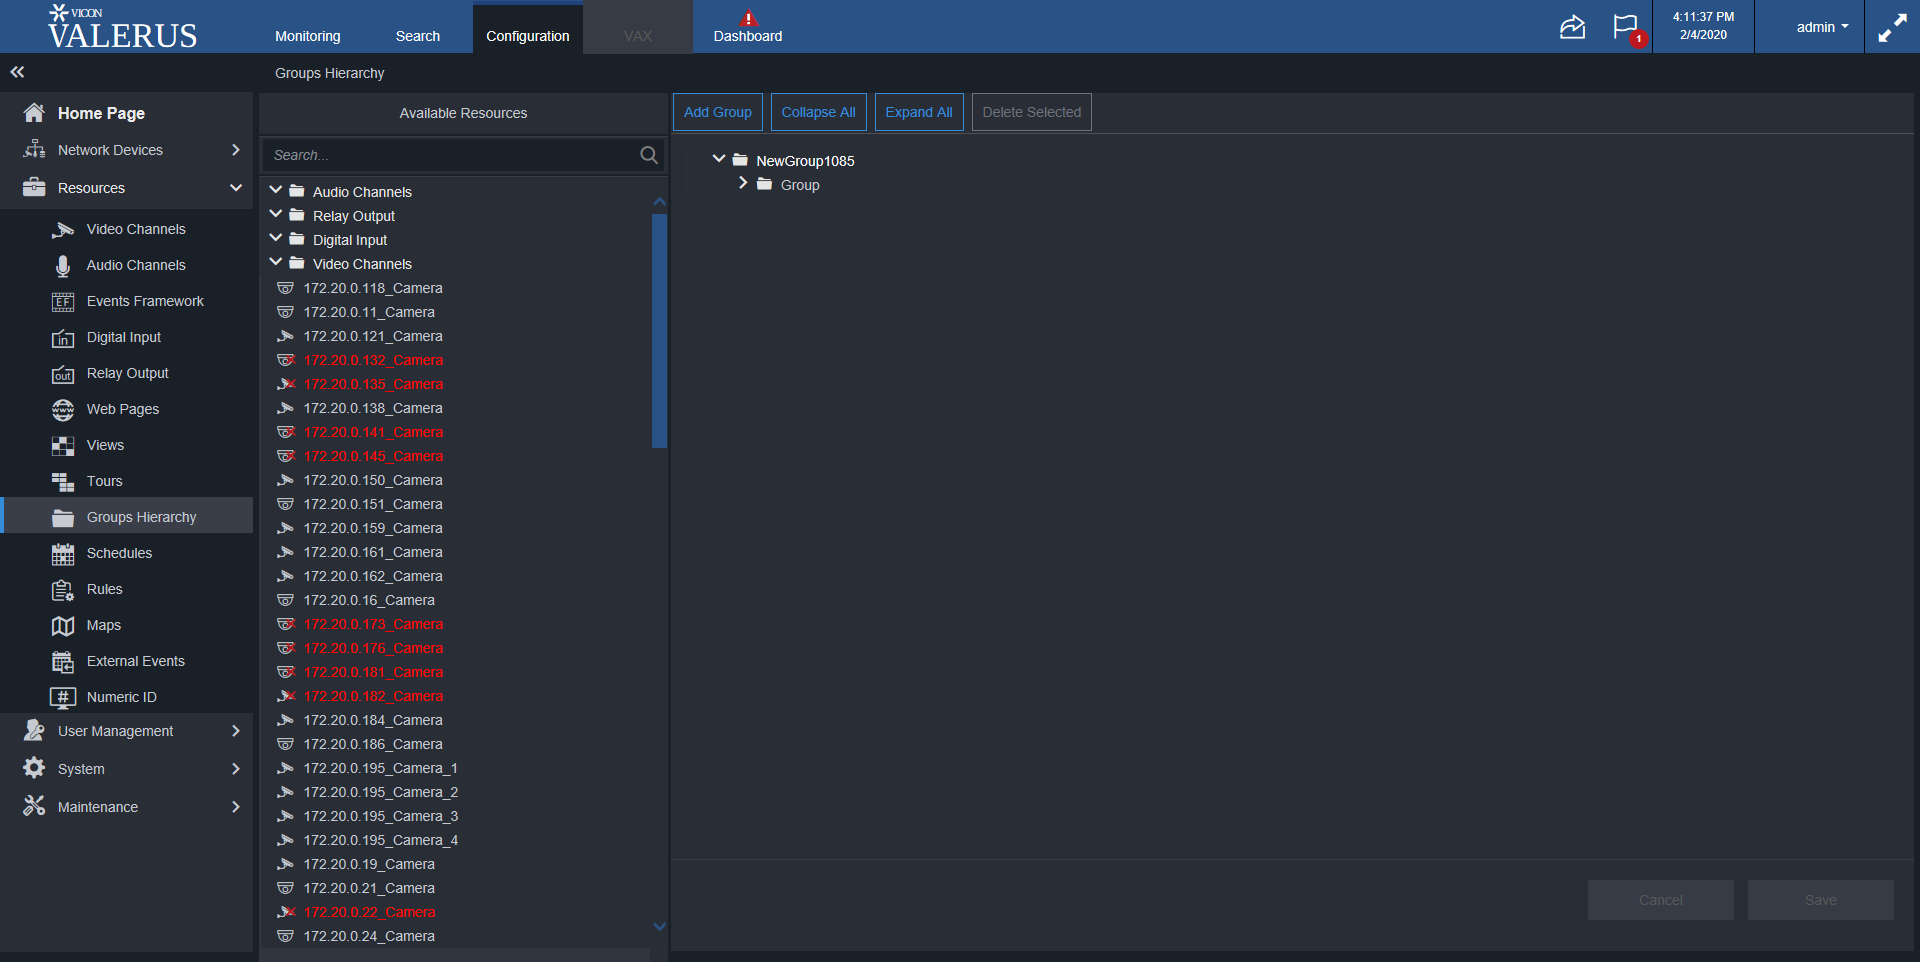 VICON
VALERUS
Monitoring
Search
Configuration
VAX
Dashboard
1
4:11:37 PM
2/4/2020
admin
Groups Hierarchy
Home Page
Network Devices
Resources
Video Channels
Audio Channels
EF
Events Framework
in
Digital Input
out
Relay Output
www
Web Pages
Views
Tours
Groups Hierarchy
Schedules
Rules
Maps
External Events
#
Numeric ID
User Management
System
Maintenance
Available Resources
Search...
Audio Channels
Relay Output
Digital Input
Video Channels
172.20.0.118_Camera
172.20.0.11_Camera
172.20.0.121_Camera
172.20.0.132_Camera
172.20.0.135_Camera
172.20.0.138_Camera
172.20.0.141_Camera
172.20.0.145_Camera
172.20.0.150_Camera
172.20.0.151_Camera
172.20.0.159_Camera
172.20.0.161_Camera
172.20.0.162_Camera
172.20.0.16_Camera
172.20.0.173_Camera
172.20.0.176_Camera
172.20.0.181_Camera
172.20.0.182_Camera
172.20.0.184_Camera
172.20.0.186_Camera
172.20.0.195_Camera_1
172.20.0.195_Camera_2
172.20.0.195_Camera_3
172.20.0.195_Camera_4
172.20.0.19_Camera
172.20.0.21_Camera
172.20.0.22_Camera
172.20.0.24_Camera
Add Group
Collapse All
Expand All
Delete Selected
NewGroup1085
Group
Cancel
Save